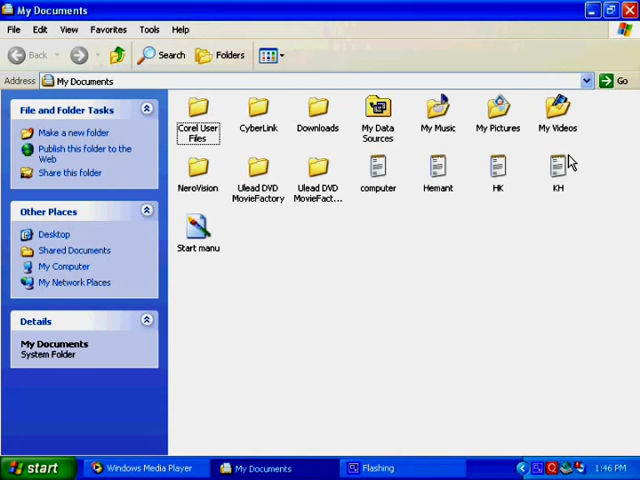 My Documents
File Edit View Favorites Tools Help
Back Search Folders
Address My Documents Go
File and Folder Tasks
Make a new folder
Publish this folder to the
Web
Share this folder
Other Places
Desktop
Shared Documents
My Computer
My Network Places
Details
My Documents
System Folder
Corel User
Files
CyberLink
Downloads
My Data
Sources
My Music
My Pictures
My Videos
NeroVision
Ulead DVD
MovieFactory
Ulead DVD
MovieFact...
computer
Hemant
HK
KH
Start manu
start Windows Media Player My Documents Flashing 1:46 PM